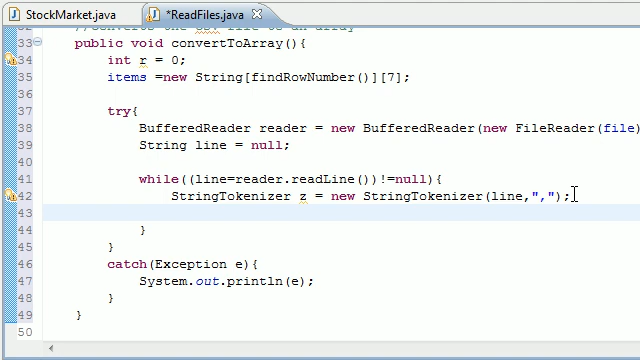 StockMarket.java
*ReadFiles.java
33 public void convertToArray(){
34 int r = 0;
35 items =new String[findRowNumber()][7];
36
37 try{
38 BufferedReader reader = new BufferedReader(new FileReader(file)
39 String line = null;
40
41 while((line=reader.readLine())!=null){
42 StringTokenizer z = new StringTokenizer(line,",");
43
44 }
45 }
46 catch(Exception e){
47 System.out.println(e);
48 }
49 }
50